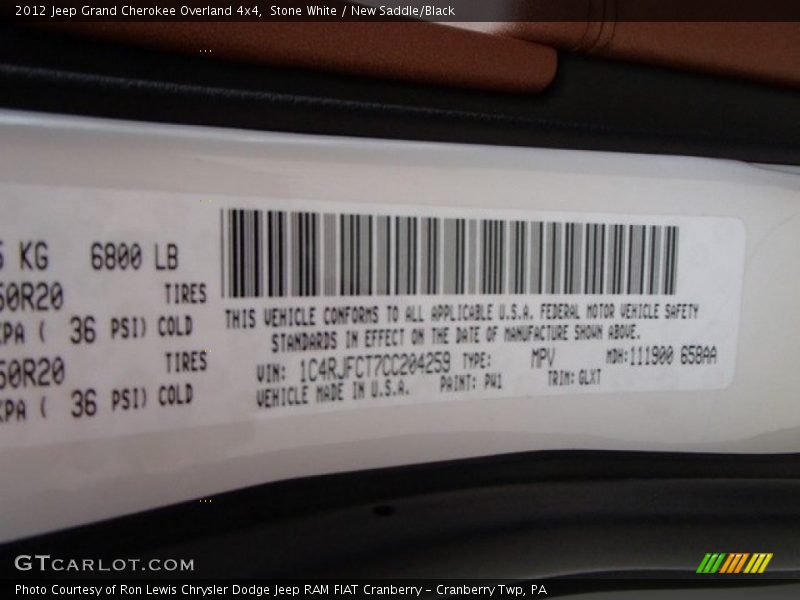 2012 Jeep Grand Cherokee Overland 4x4,  Stone White / New Saddle/Black
KG 6800 LB
50R20 TIRES
KPA ( 36 PSI) COLD
50R20 TIRES
KPA ( 36 PSI) COLD
THIS VEHICLE CONFORMS TO ALL APPLICABLE U.S.A. FEDERAL MOTOR VEHICLE SAFETY
STANDARDS IN EFFECT ON THE DATE OF MANUFACTURE SHOWN ABOVE.
VIN: 1C4RJFCT7CC204259 TYPE: MPV MDH:111900 658AA
VEHICLE MADE IN U.S.A. PAINT: PW1 TRIM: GLXT
GTCARLOT.COM
Photo Courtesy of Ron Lewis Chrysler Dodge Jeep RAM FIAT Cranberry – Cranberry Twp, PA